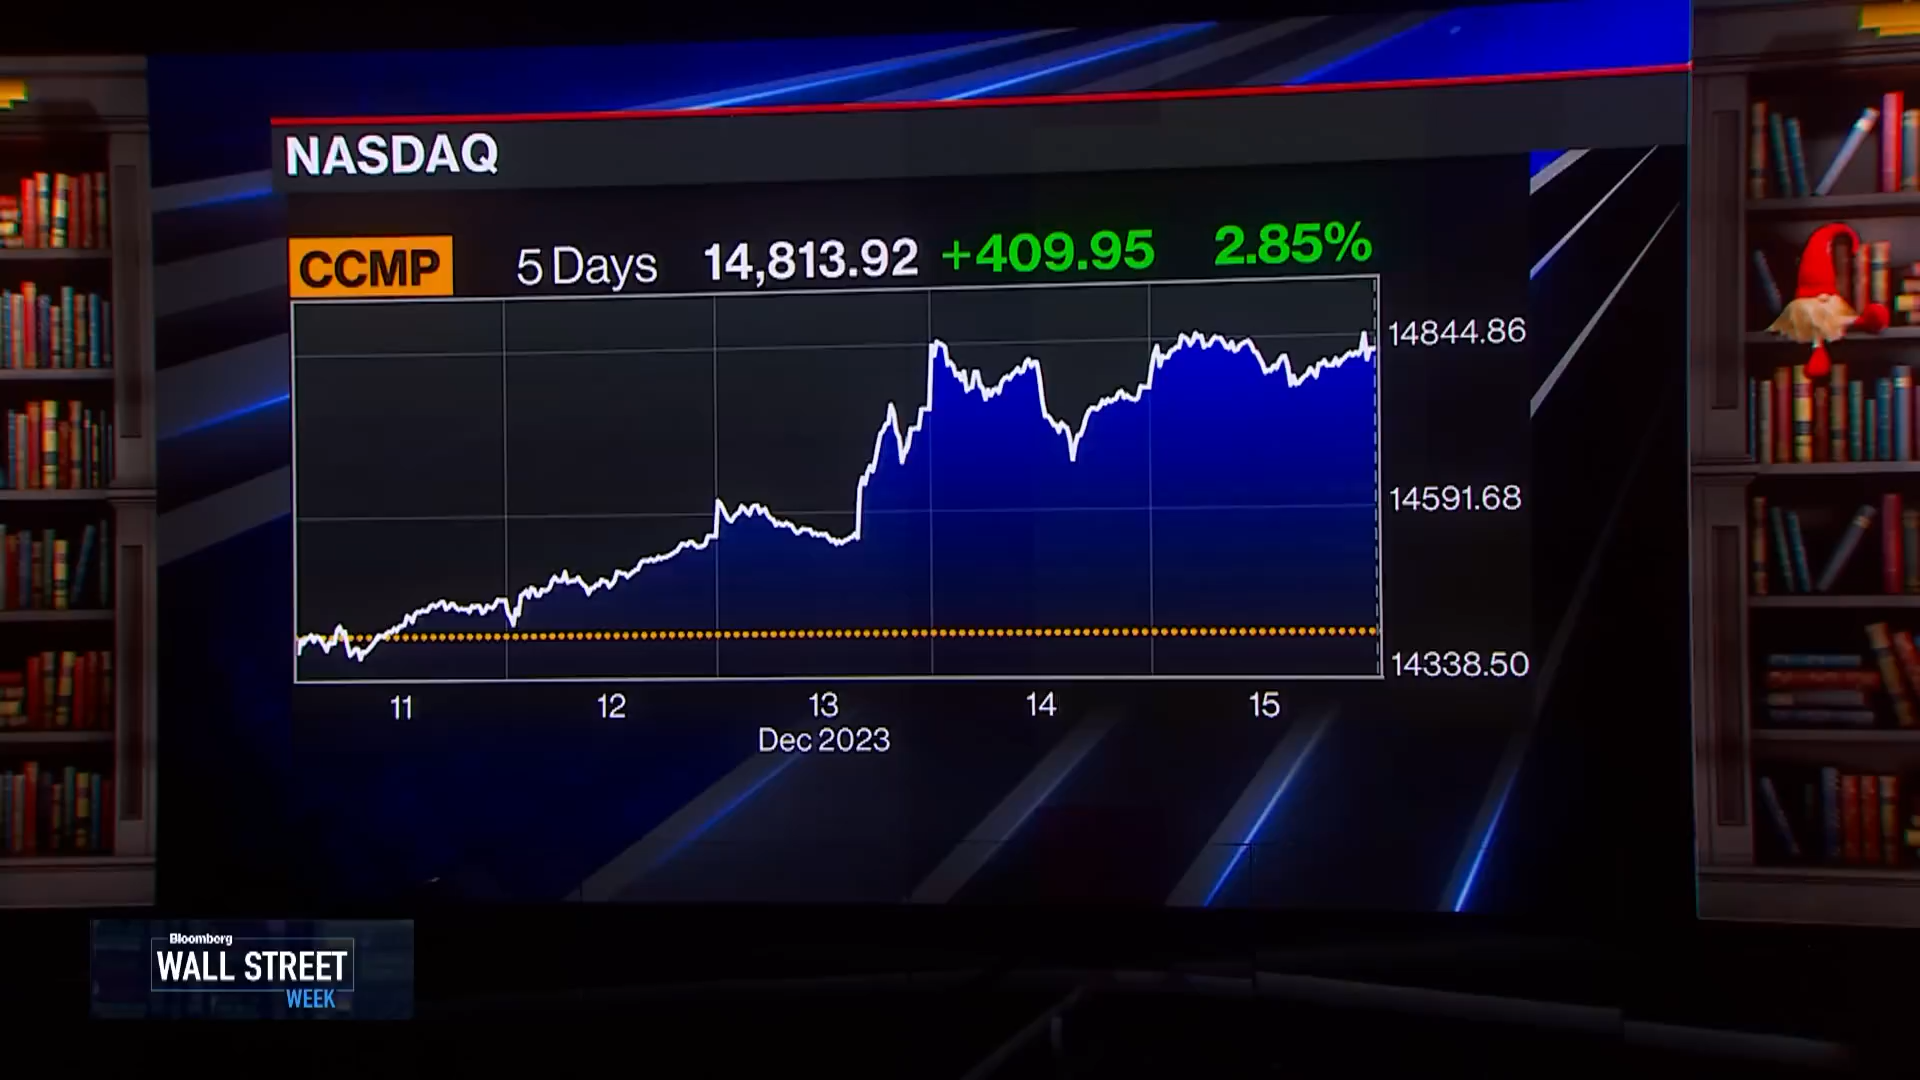 NASDAQ
CCMP 5 Days 14,813.92 +409.95 2.85%
14844.86
14591.68
14338.50
11 12 13 14 15
Dec 2023
Bloomberg
WALL STREET
WEEK